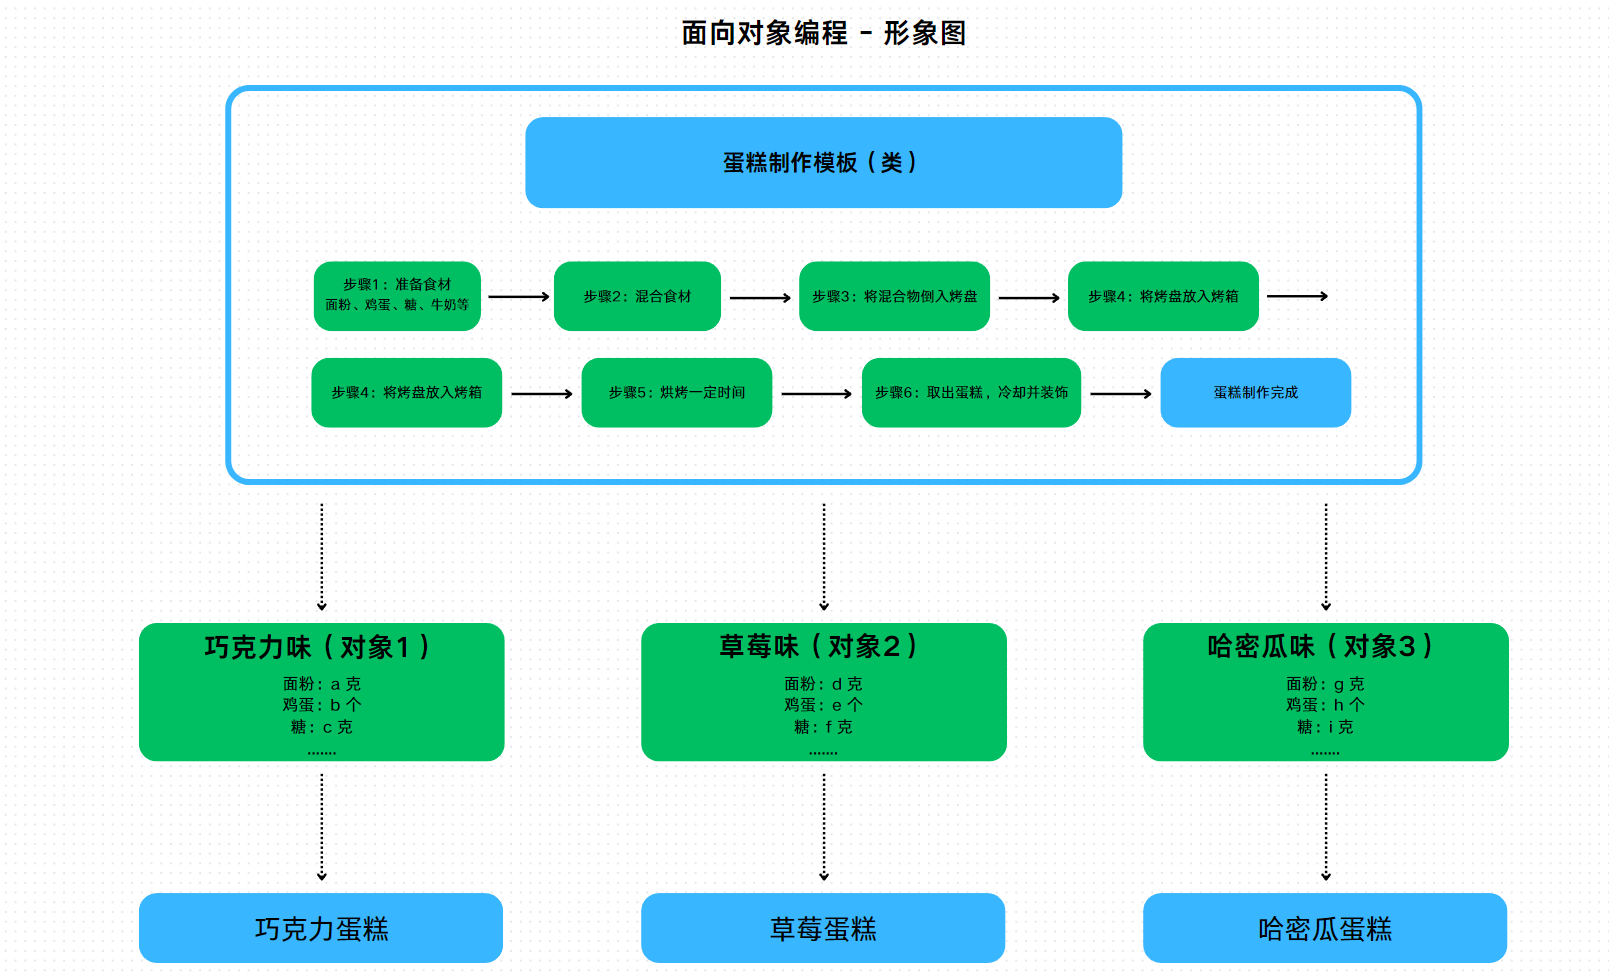 面向对象编程 - 形象图
蛋糕制作模板（类）
步骤1：准备食材
面粉、鸡蛋、糖、牛奶等
步骤2：混合食材
步骤3：将混合物倒入烤盘
步骤4：将烤盘放入烤箱
步骤4：将烤盘放入烤箱
步骤5：烘烤一定时间
步骤6：取出蛋糕，冷却并装饰
蛋糕制作完成
巧克力味（对象1）
面粉：a 克
鸡蛋：b 个
糖：c 克
.......
草莓味（对象2）
面粉：d 克
鸡蛋：e 个
糖：f 克
.......
哈密瓜味（对象3）
面粉：g 克
鸡蛋：h 个
糖：i 克
.......
巧克力蛋糕
草莓蛋糕
哈密瓜蛋糕